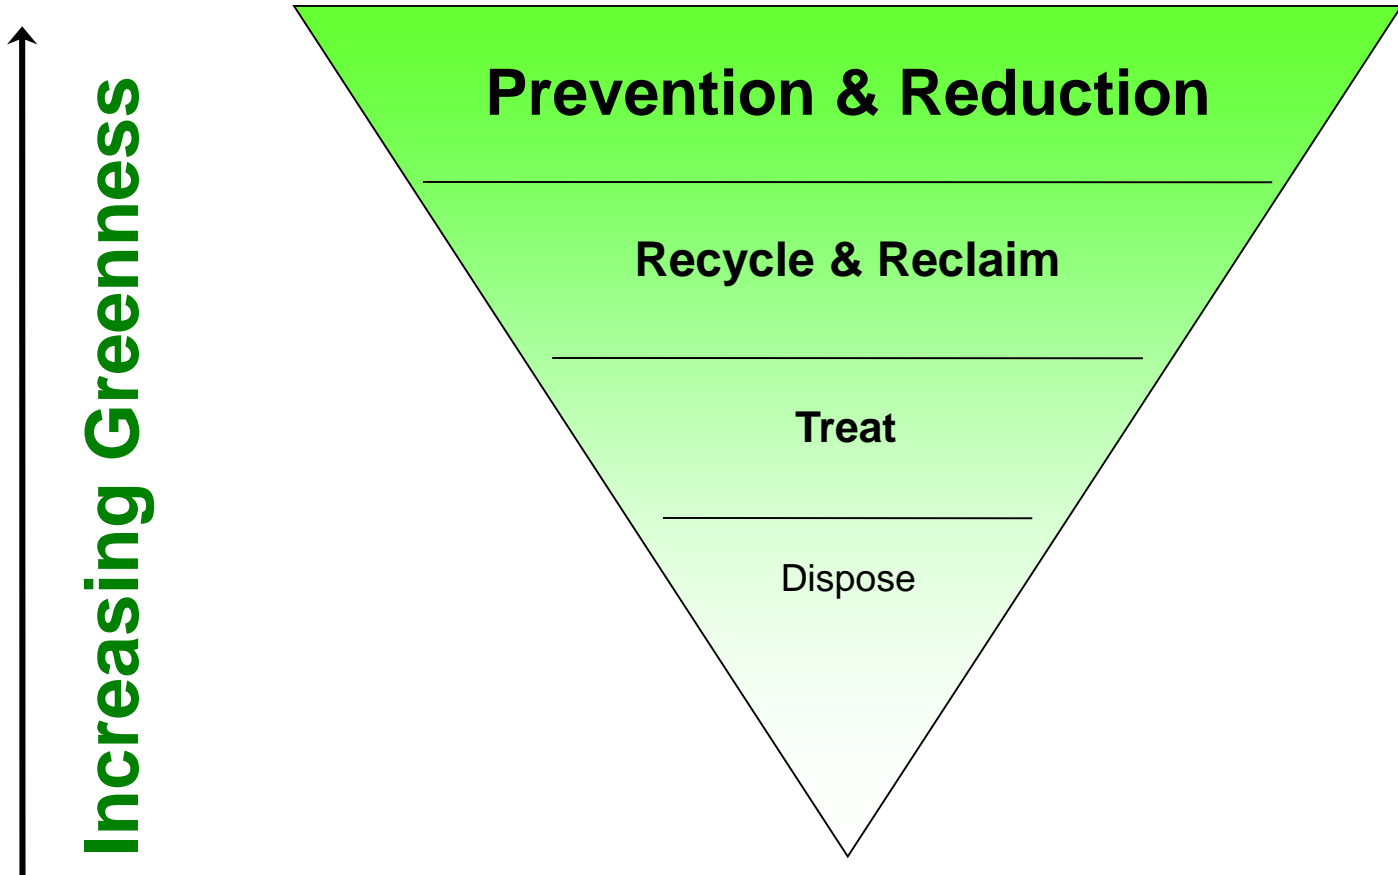 Increasing Greenness
Prevention & Reduction
Recycle & Reclaim
Treat
Dispose